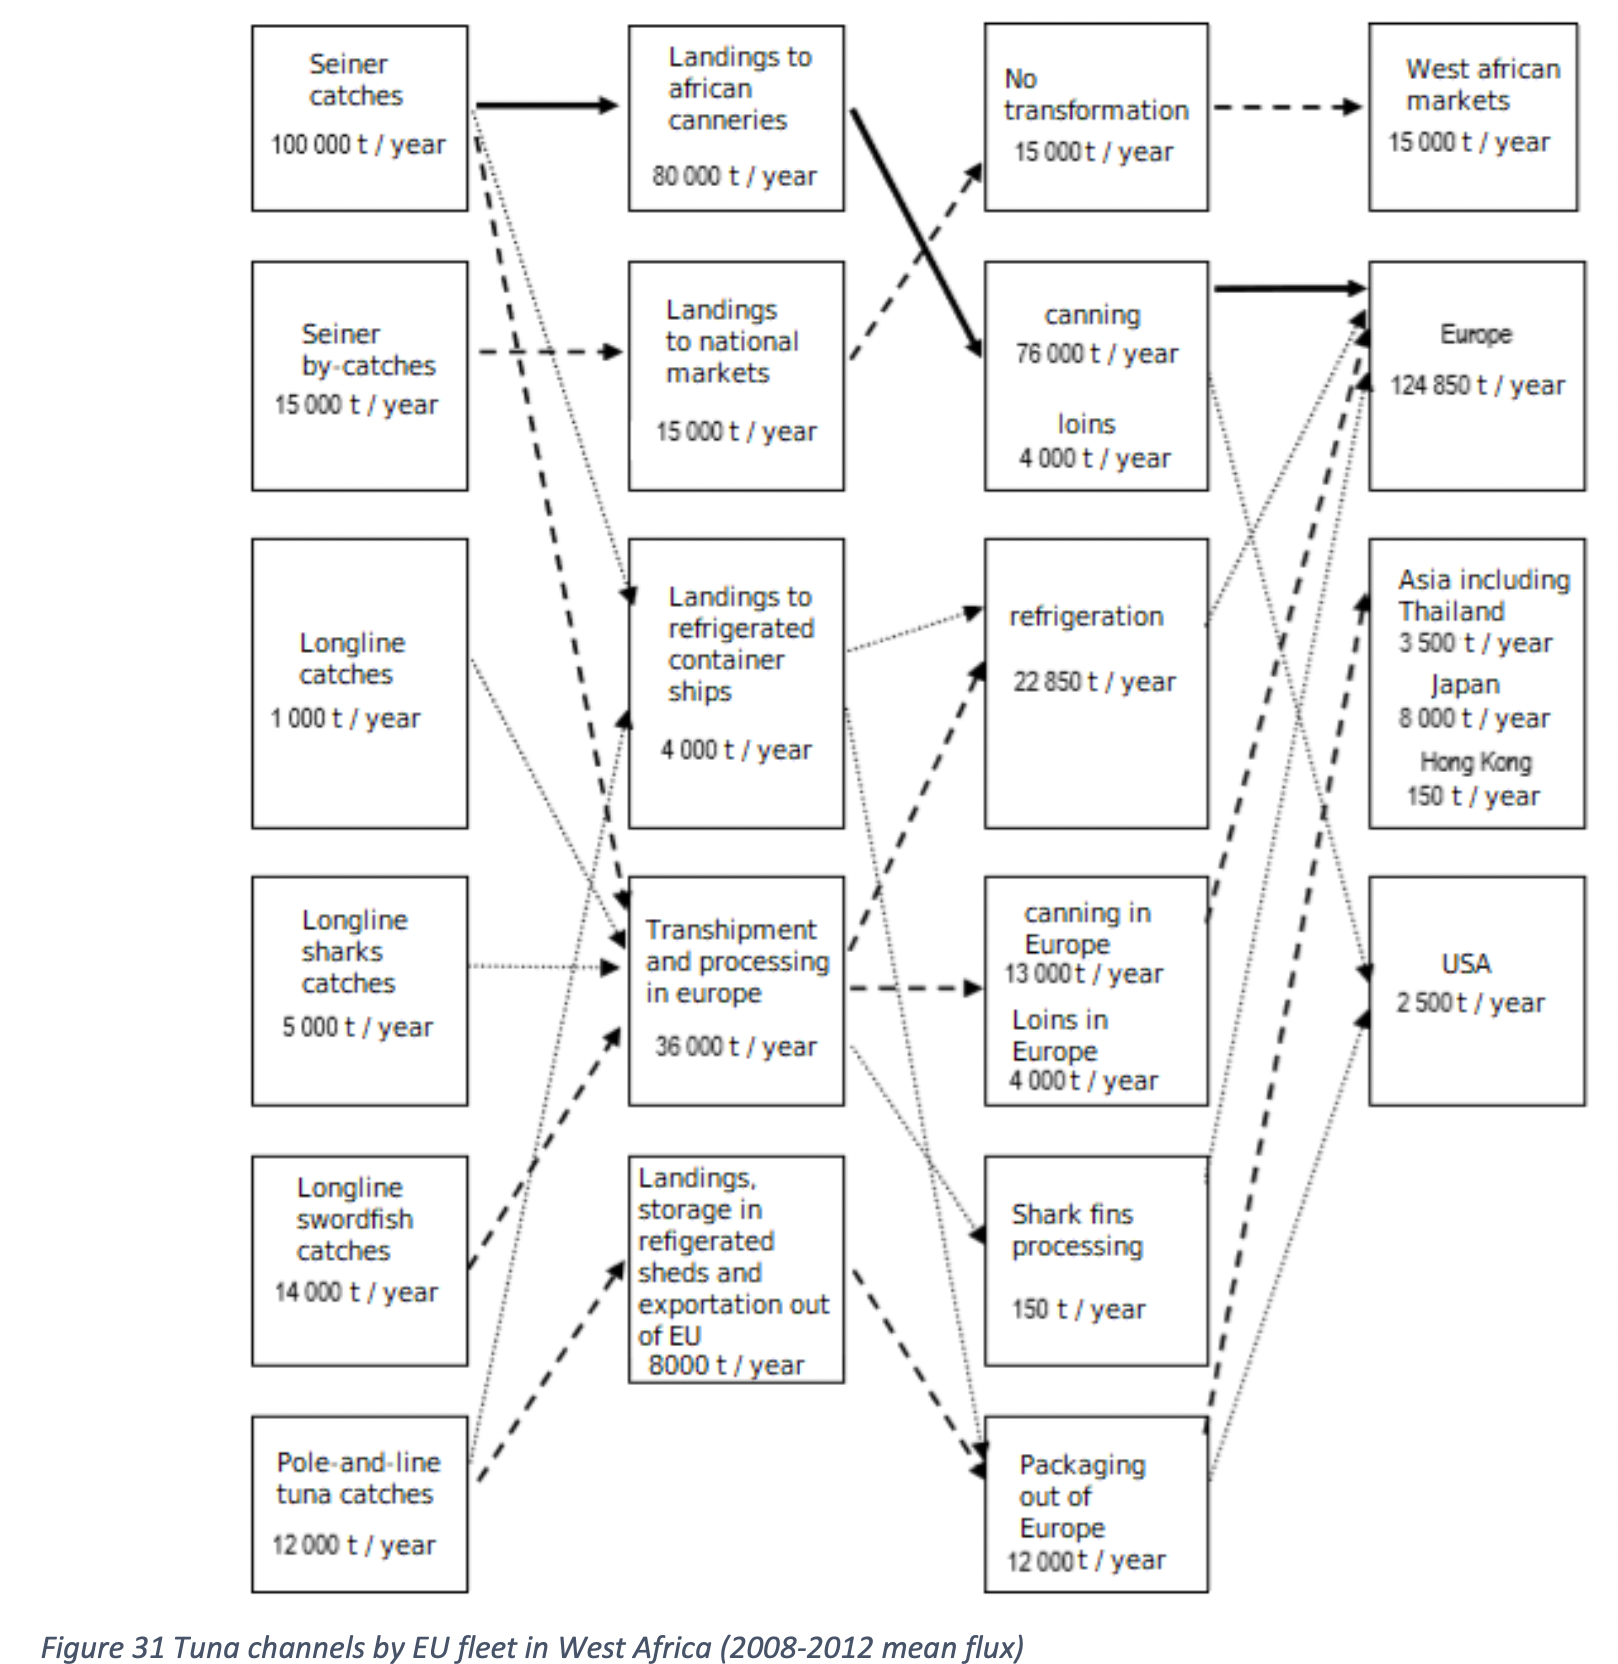 Seiner
catches
100 000 t / year
Landings to
african
canneries
80 000 t / year
No
transformation
15 000t / year
West african
markets
15 000 t / year
Seiner
by-catches
15 000 t / year
Landings
to national
markets
15 000 t / year
canning
76 000 t / year
loins
4 000 t / year
Europe
124 850 t / year
Longline
catches
1 000 t / year
Landings to
refrigerated
container
ships
4 000 t / year
refrigeration
22 850 t / year
Asia including
Thailand
3 500 t / year
Japan
8 000 t / year
Hong Kong
150 t / year
Longline
sharks
catches
5 000 t / year
Transhipment
and processing
in europe
36 000 t / year
canning in
Europe
13 000t / year
Loins in
Europe
4 000t / year
USA
2 500t / year
Longline
swordfish
catches
14 000 t / year
Landings,
storage in
refigerated
sheds and
exportation out
of EU
8000 t / year
Shark fins
processing
150 t / year
Pole-and-line
tuna catches
12 000 t / year
Packaging
out of
Europe
12 000t / year
Figure 31 Tuna channels by EU fleet in West Africa (2008-2012 mean flux)